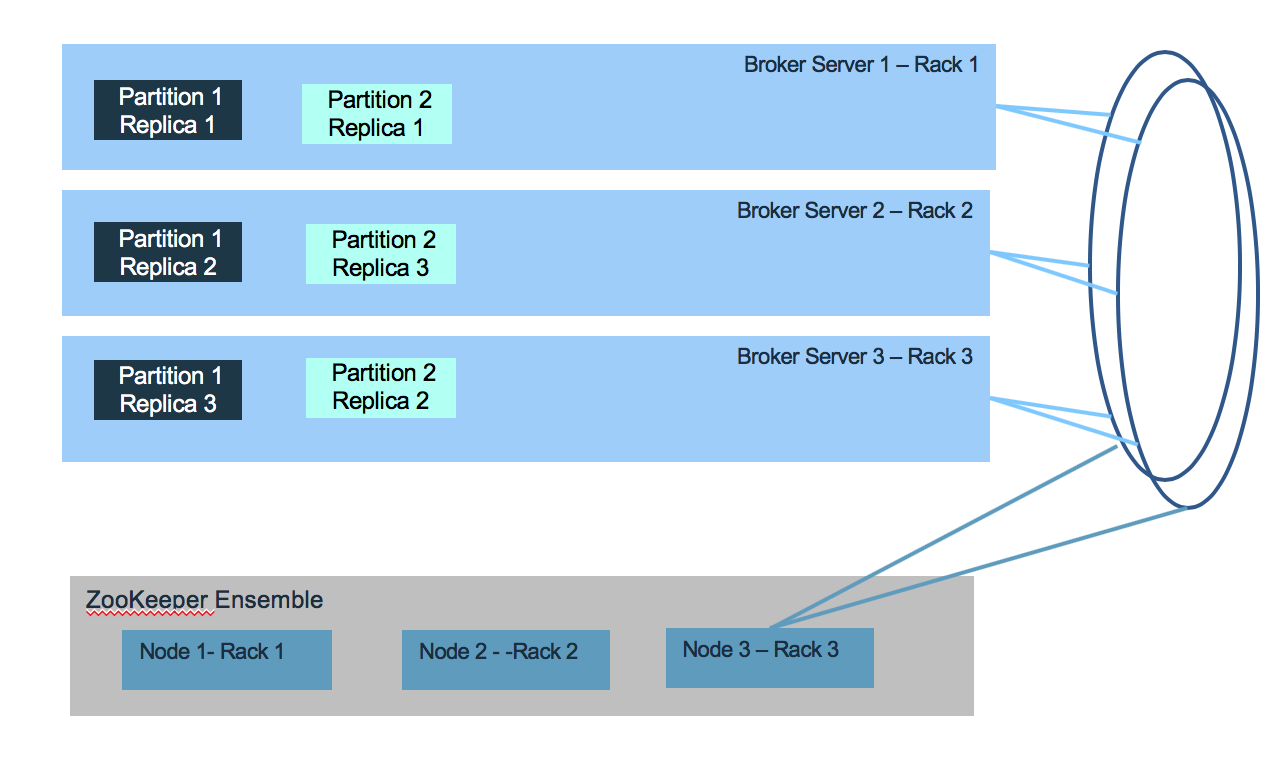 Broker Server 1 – Rack 1
Partition 1
Replica 1
Partition 2
Replica 1
Broker Server 2 – Rack 2
Partition 1
Replica 2
Partition 2
Replica 3
Broker Server 3 – Rack 3
Partition 1
Replica 3
Partition 2
Replica 2
ZooKeeper Ensemble
Node 1- Rack 1
Node 2 - -Rack 2
Node 3 – Rack 3